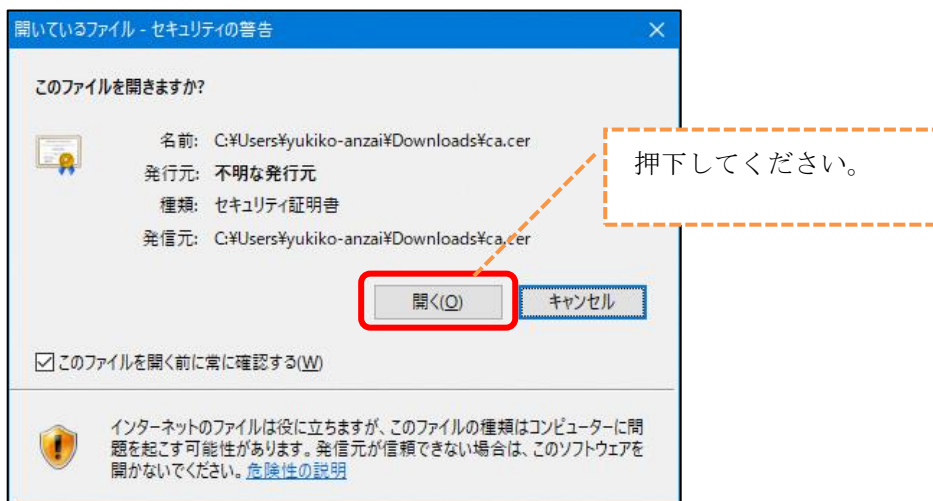 開いているファイル - セキュリティの警告
このファイルを開きますか?
名前: C:¥Users¥yukiko-anzai¥Downloads¥ca.cer
押下してください。
発行元: 不明な発行元
種類: セキュリティ証明書
発信元: C:¥Users¥yukiko-anzai¥Downloads¥ca.cer
開く(O)
キャンセル
このファイルを開く前に常に確認する(W)
インターネットのファイルは役に立ちますが、このファイルの種類はコンピューターに問
題を起こす可能性があります。発信元が信頼できない場合は、このソフトウェアを
開かないでください。危険性の説明